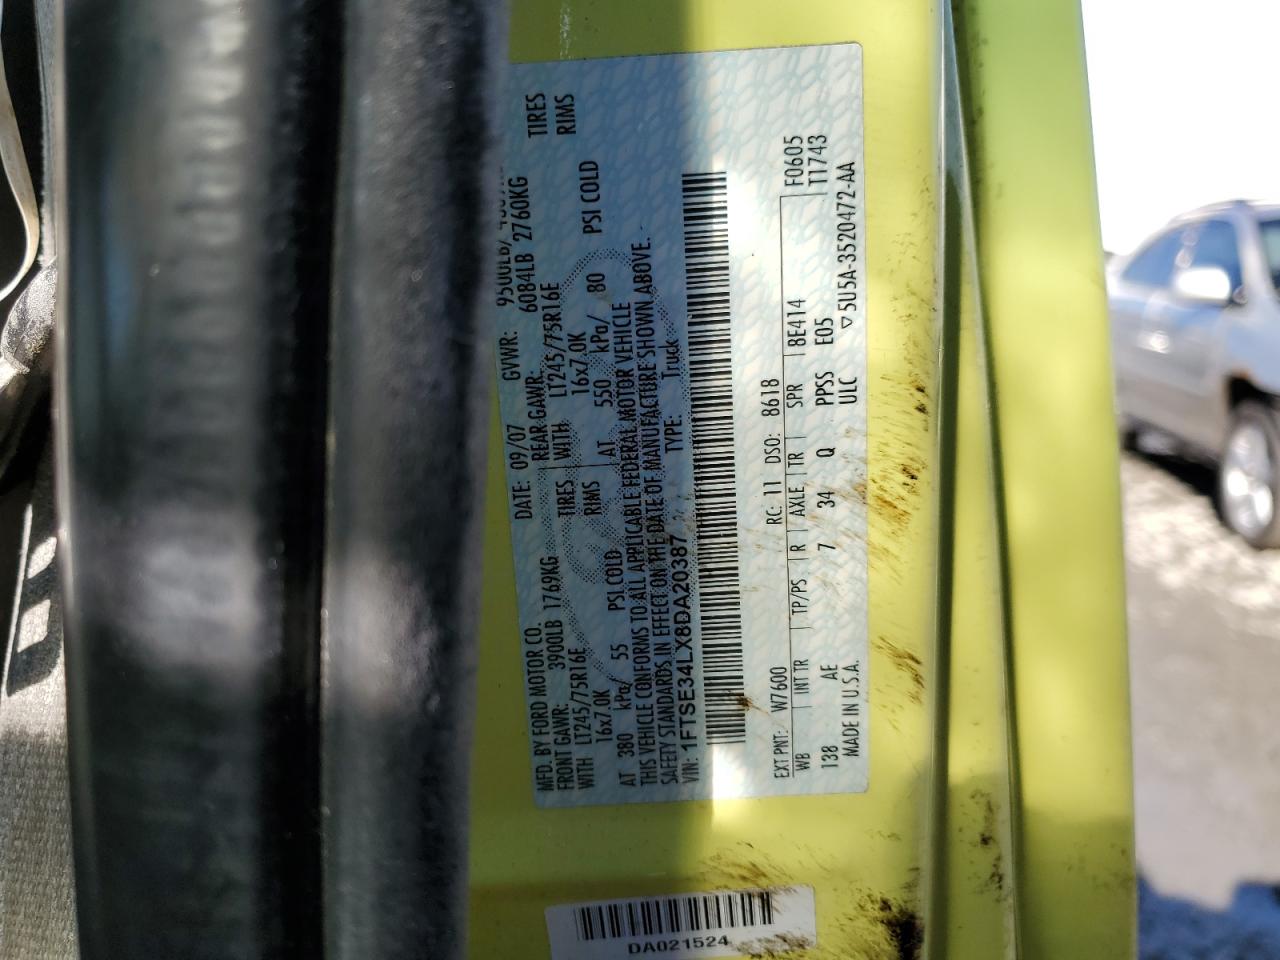 MFD. BY FORD MOTOR CO. DATE: 09/07 GVWR: 9500LB/
FRONT GAWR: 3900LB 1769KG REAR GAWR: 6084LB 2760KG
WITH LT245/75R16E TIRES WITH LT245/75R16E TIRES
16x7.0K RIMS 16x7.0K RIMS
AT 380 kPa/ 55 PSI COLD AT 550 kPa/ 80 PSI COLD
THIS VEHICLE CONFORMS TO ALL APPLICABLE FEDERAL MOTOR VEHICLE
SAFETY STANDARDS IN EFFECT ON THE DATE OF MANUFACTURE SHOWN ABOVE.
VIN: 1FTSE34LX8DA20387 TYPE: Truck
EXT PNT: W7600 RC: 11 DSO: 8618 8E414 F0605
WB INT TR TP/PS R AXLE TR SPR T1743
138 AE 7 34 Q PPSS E05
MADE IN U.S.A. ULC ▽5U5A-3520472-AA
DA021524